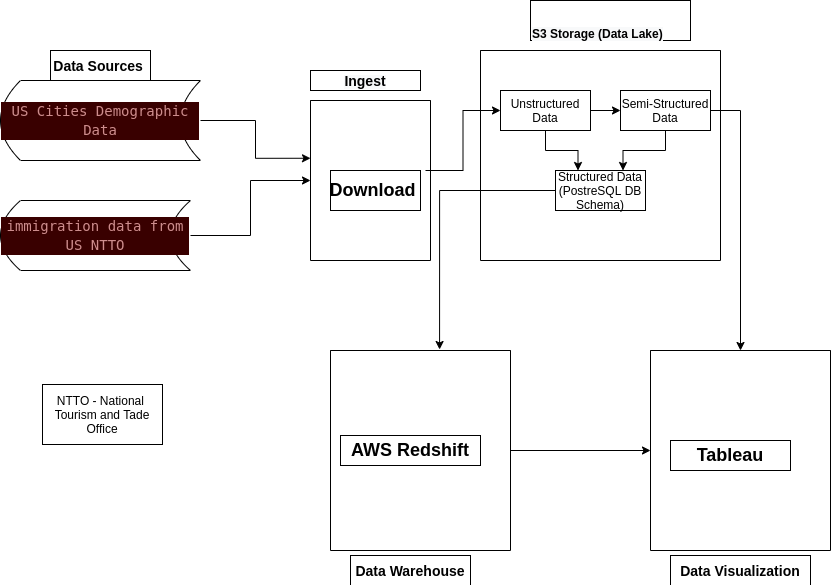 S3 Storage (Data Lake)
Data Sources
Ingest
US Cities Demographic
Data
Unstructured
Data
Semi-Structured
Data
Download
Structured Data
(PostreSQL DB
Schema)
immigration data from
US NTTO
NTTO - National
Tourism and Tade
Office
AWS Redshift
Tableau
Data Warehouse
Data Visualization